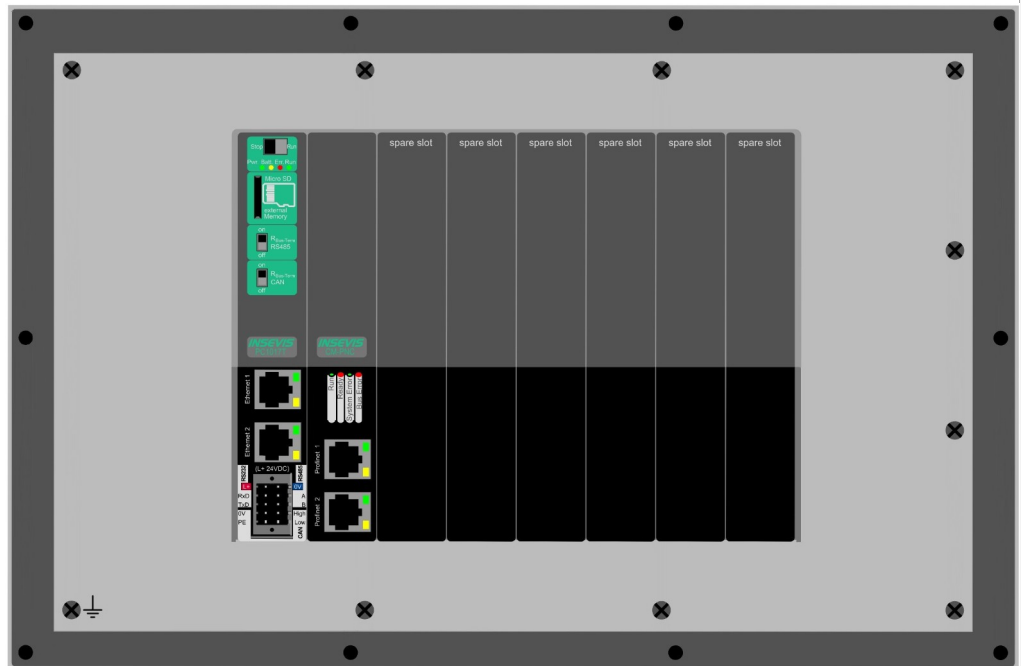 Stop Run
Pwr. Batt. Err. Run
Micro SD
external
Memory
on
RBus-Term
RS485
off
on
RBus-Term
CAN
off
INSEVIS
INSEVIS
spare slot
spare slot
spare slot
spare slot
spare slot
spare slot
Ethernet 1
Ethernet 2
Run
Ready
System Error
Bus Error
Profinet 1
Profinet 2
RS232
(L+ 24VDC)
RS485
L+
0V
RxD
A
TxD
B
0V
High
PE
Low
CAN